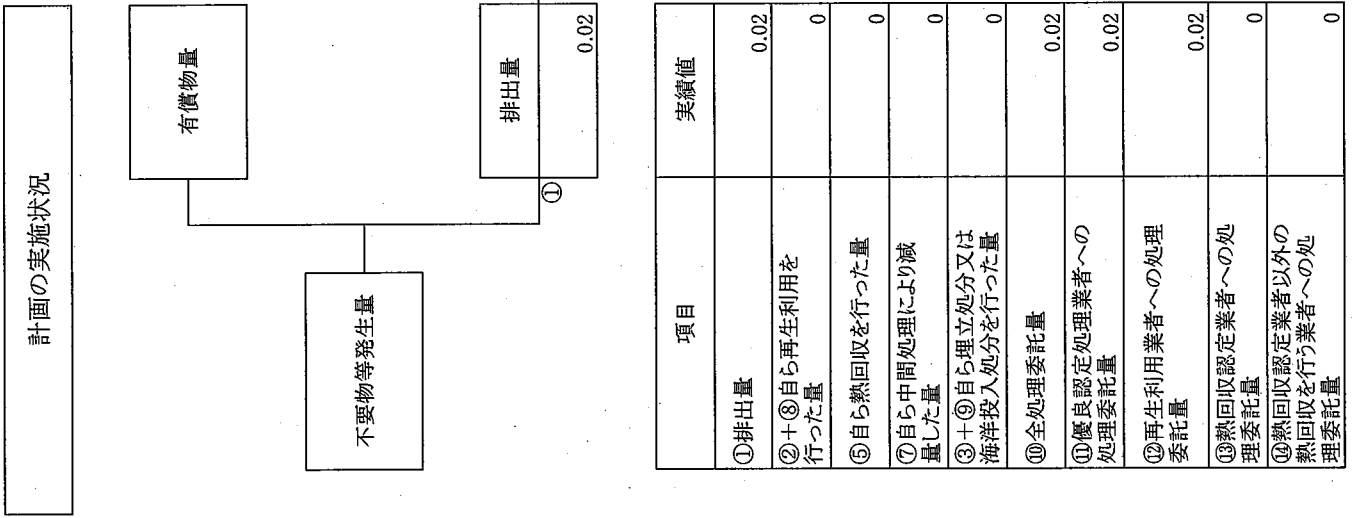 計画の実施状況
有償物量
不要物等発生量
排出量
①
0.02
項目
実績値
①排出量
0.02
②+⑧自ら再生利用を
行った量
0
⑤自ら熱回収を行った量
0
⑦自ら中間処理により減
量した量
0
③+⑨自ら埋立処分又は
海洋投入処分を行った量
0
⑩全処理委託量
0.02
⑪優良認定処理業者への
処理委託量
0.02
⑫再生利用業者への処理
委託量
0.02
⑬熱回収認定業者への処
理委託量
0
⑭熱回収認定業者以外の
熱回収を行う業者への処
理委託量
0